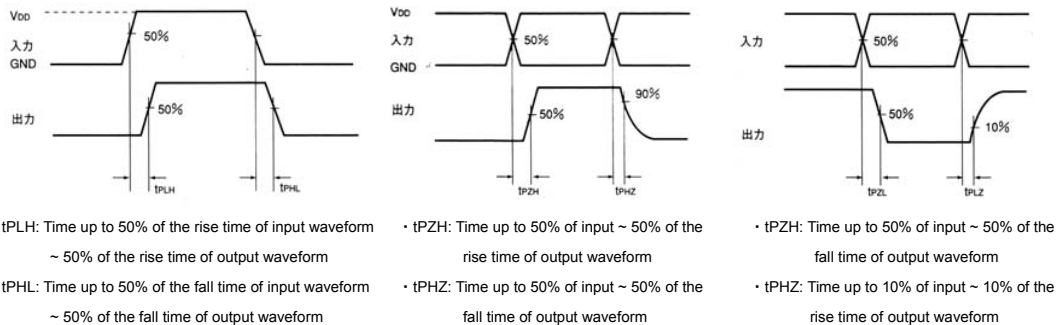 VDD
入力
50%
GND
出力
50%
tPLH
tPHL
tPLH: Time up to 50% of the rise time of input waveform
~ 50% of the rise time of output waveform
tPHL: Time up to 50% of the fall time of input waveform
~ 50% of the fall time of output waveform
VDD
入力
50%
GND
出力
50%
90%
tPZH
tPHZ
・tPZH: Time up to 50% of input ~ 50% of the
rise time of output waveform
・tPHZ: Time up to 50% of input ~ 50% of the
fall time of output waveform
入力
50%
出力
50%
10%
tPZL
tPLZ
・tPZH: Time up to 50% of input ~ 50% of the
fall time of output waveform
・tPHZ: Time up to 10% of input ~ 10% of the
rise time of output waveform